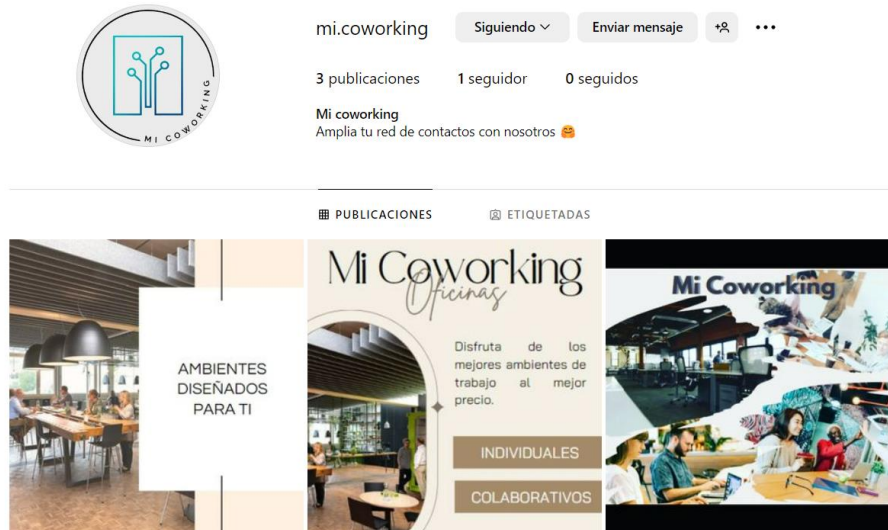 MI COWORKING
mi.coworking
Siguiendo
Enviar mensaje
3 publicaciones
1 seguidor
0 seguidos
Mi coworking
Amplia tu red de contactos con nosotros 🤗
PUBLICACIONES
ETIQUETADAS
AMBIENTES
DISEÑADOS
PARA TI
Mi Coworking
Oficinas
Disfruta de los
mejores ambientes de
trabajo al mejor
precio.
INDIVIDUALES
COLABORATIVOS
Mi Coworking